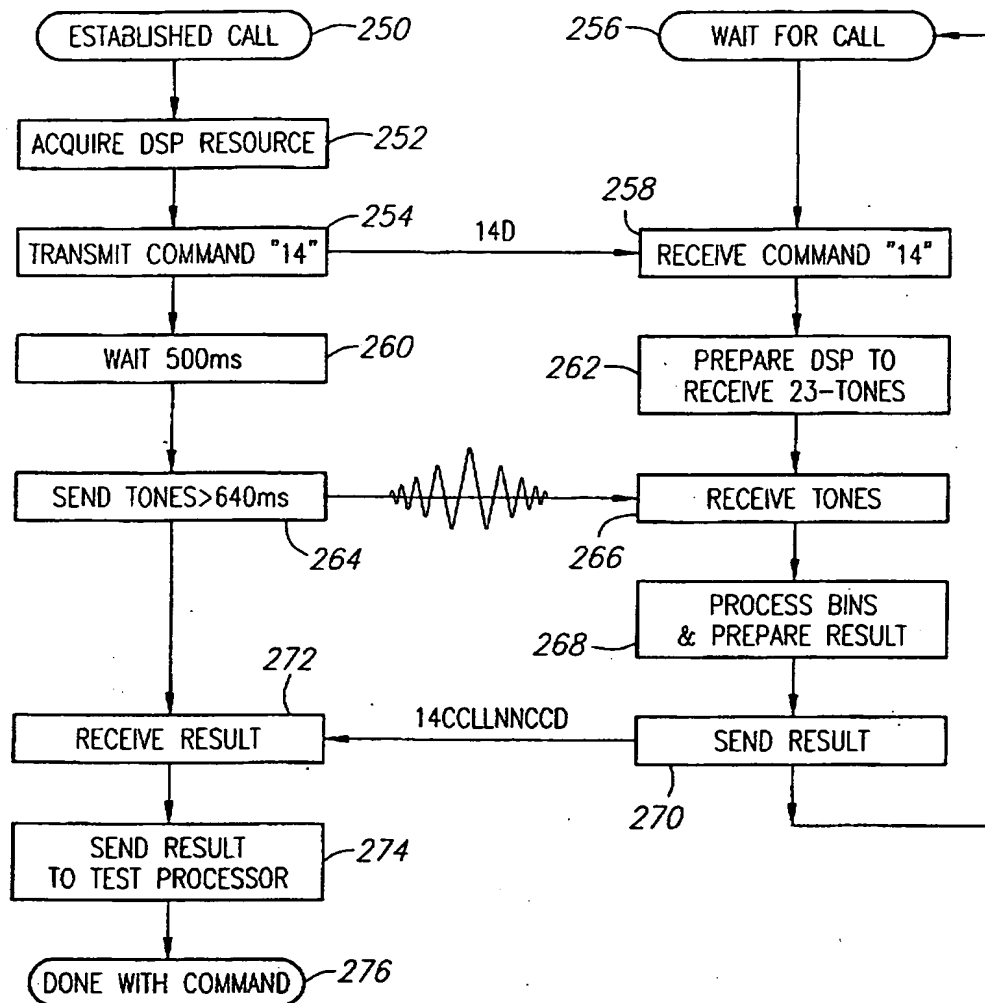 ESTABLISHED CALL
250
ACQUIRE DSP RESOURCE
252
254
TRANSMIT COMMAND "14"
WAIT 500ms
260
SEND TONES>640ms
264
272
RECEIVE RESULT
SEND RESULT
TO TEST PROCESSOR
274
DONE WITH COMMAND
276
14D
14CCLLNNCCD
256
WAIT FOR CALL
258
RECEIVE COMMAND "14"
262
PREPARE DSP TO
RECEIVE 23-TONES
RECEIVE TONES
266
PROCESS BINS
& PREPARE RESULT
268
SEND RESULT
270